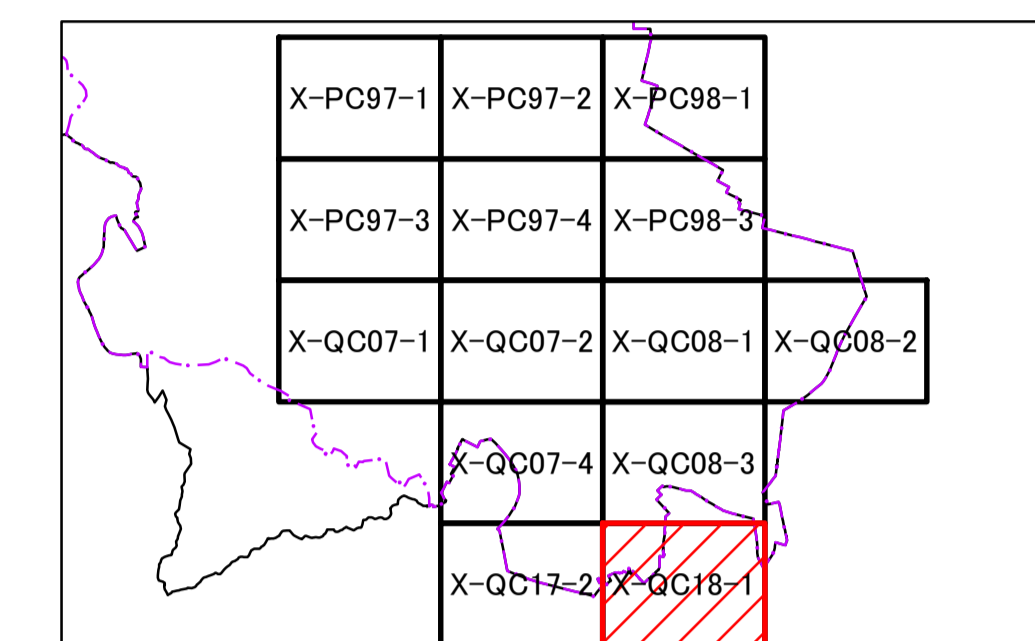 X-PC97-1 X-PC97-2 X-PC98-1
X-PC97-3 X-PC97-4 X-PC98-3
X-QC07-1 X-QC07-2 X-QC08-1 X-QC08-2
X-QC07-4 X-QC08-3
X-QC17-2 X-QC18-1